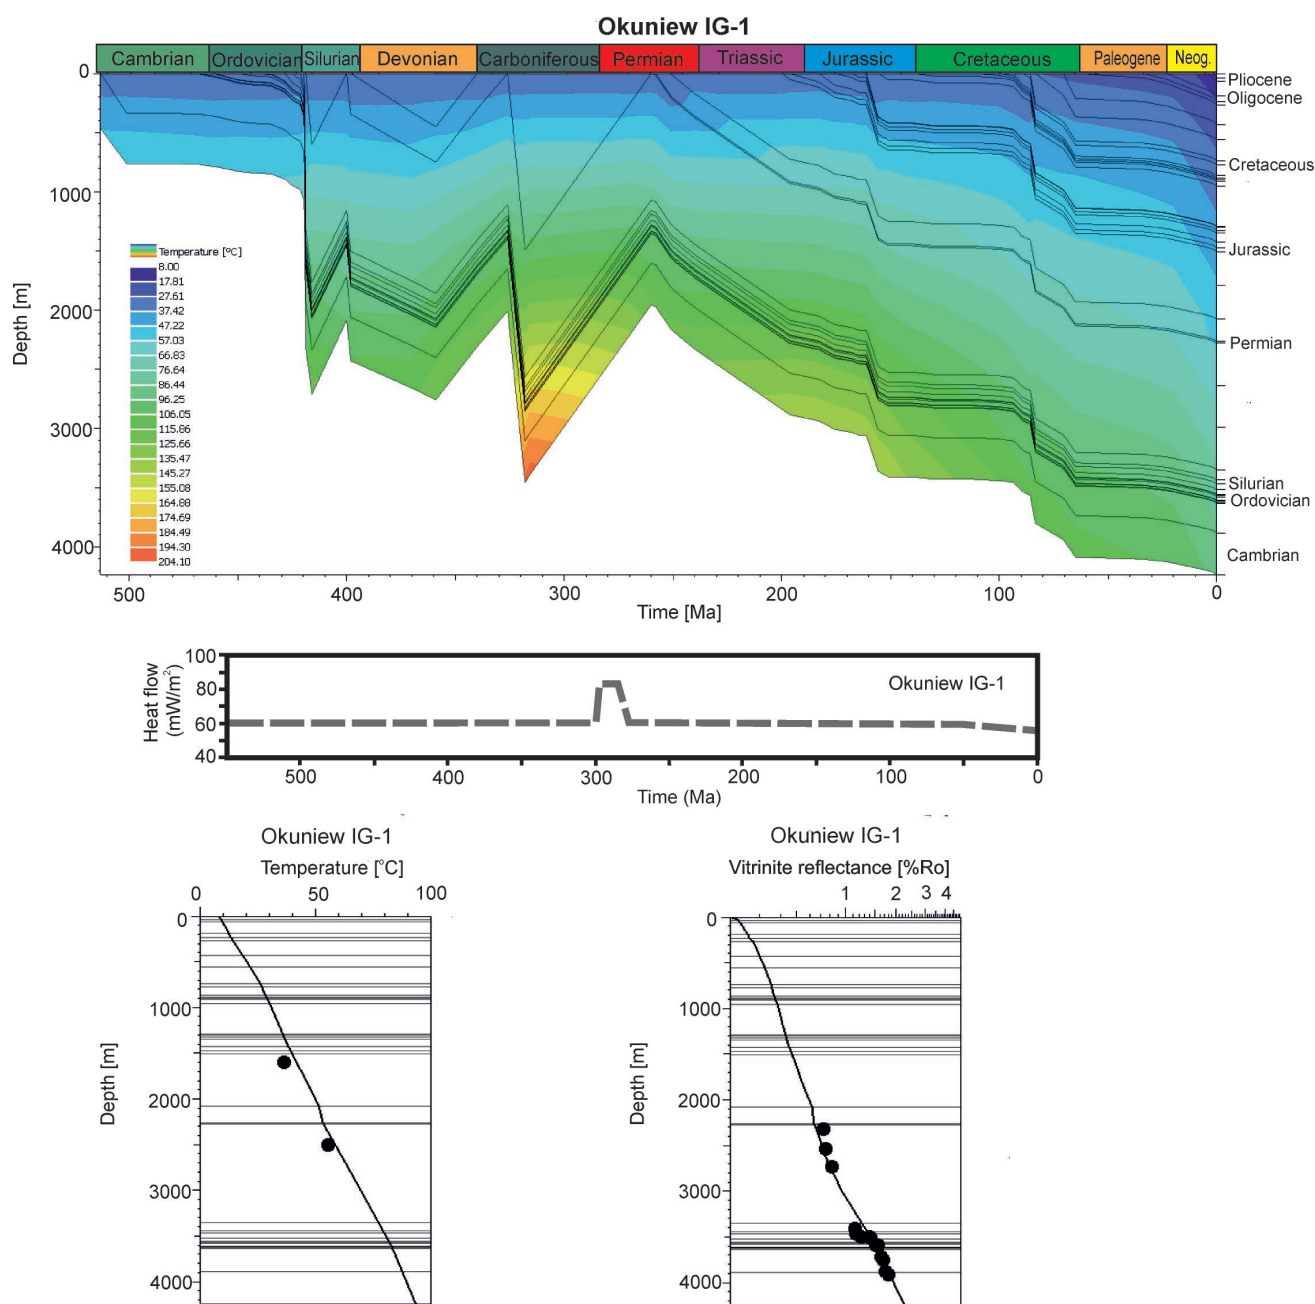 Okuniew IG-1
Cambrian Ordovician Silurian Devonian Carboniferous Permian Triassic Jurassic Cretaceous Paleogene Neog.
0
1000
2000
3000
4000
Depth [m]
Temperature [ºC]
8.00
17.81
27.61
37.42
47.22
57.03
66.83
76.64
86.44
96.25
106.05
115.86
125.66
135.47
145.27
155.08
164.88
174.69
184.49
194.30
204.10
Pliocene
Oligocene
Cretaceous
Jurassic
Permian
Silurian
Ordovician
Cambrian
500 400 300 200 100 0
Time [Ma]
Heat flow
(mW/m²)
100
80
60
40
Okuniew IG-1
500 400 300 200 100 0
Time (Ma)
Okuniew IG-1
Temperature [°C]
0 50 100
Depth [m]
0
1000
2000
3000
4000
Okuniew IG-1
Vitrinite reflectance [%Ro]
1 2 3 4
Depth [m]
0
1000
2000
3000
4000